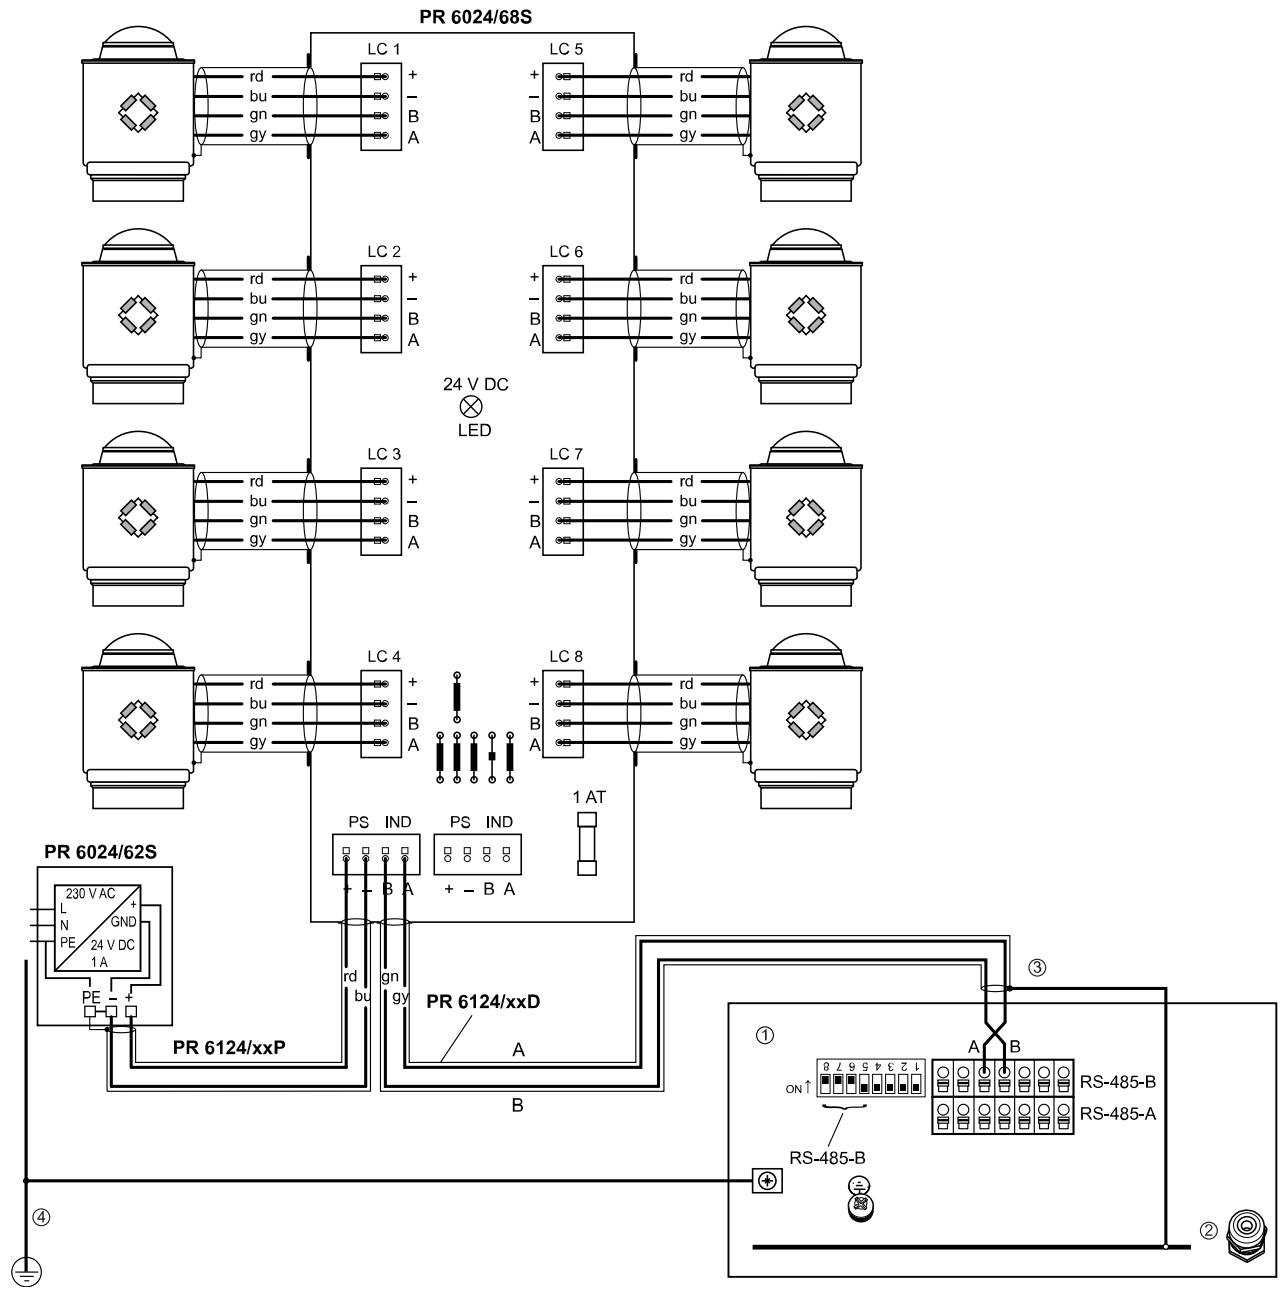 PR 6024/68S
LC 1
LC 5
rd + + rd
bu – – bu
gn B B gn
gy A A gy
LC 2
LC 6
rd + + rd
bu – – bu
gn B B gn
gy A A gy
24 V DC
LED
LC 3
LC 7
rd + + rd
bu – – bu
gn B B gn
gy A A gy
LC 4
LC 8
rd + + rd
bu – – bu
gn B B gn
gy A A gy
1 AT
PS IND
PS IND
+ – B A
+ – B A
PR 6024/62S
230 V AC
L
N
PE
+
GND
24 V DC
1 A
PE – +
rd
bu
gn
gy
PR 6124/xxP
PR 6124/xxD
A
B
③
①
A B
8 7 6 5 4 3 2 1
ON↑
RS-485-B
RS-485-A
RS-485-B
②
④